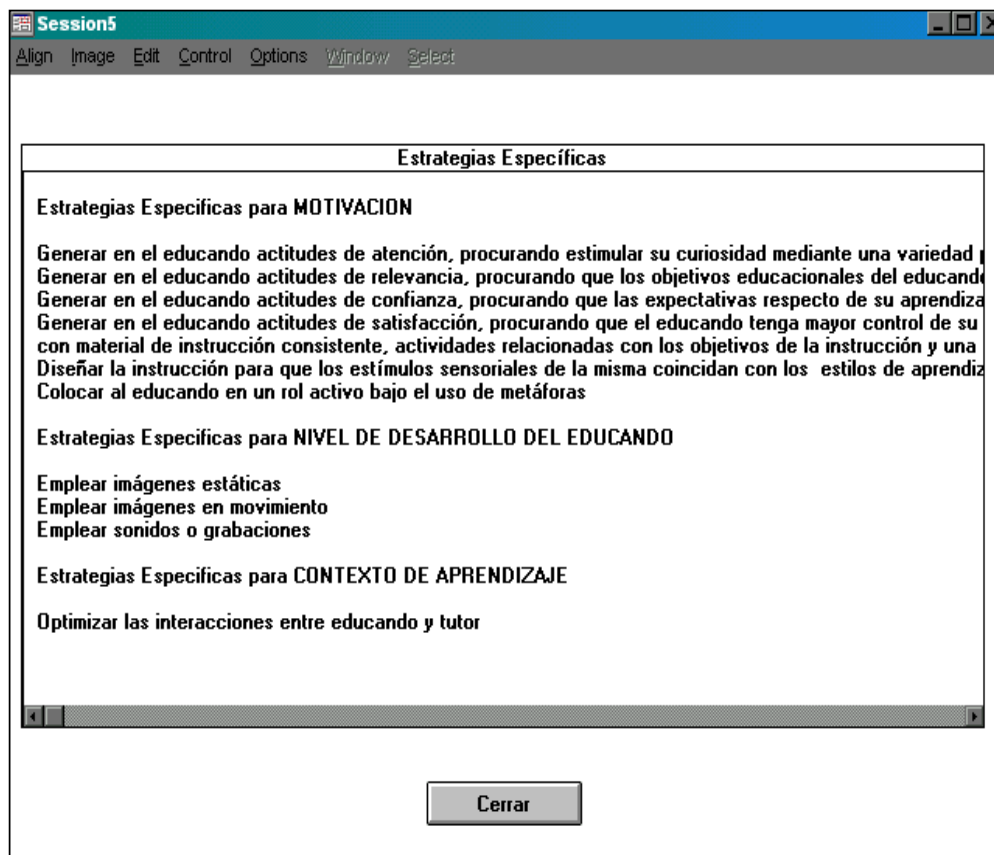 Session5
Align Image Edit Control Options Window Select
Estrategias Específicas
Estrategias Especificas para MOTIVACION
Generar en el educando actitudes de atención, procurando estimular su curiosidad mediante una variedad
Generar en el educando actitudes de relevancia, procurando que los objetivos educacionales del educando
Generar en el educando actitudes de confianza, procurando que las expectativas respecto de su aprendiza
Generar en el educando actitudes de satisfacción, procurando que el educando tenga mayor control de su
con material de instrucción consistente, actividades relacionadas con los objetivos de la instrucción y una
Diseñar la instrucción para que los estímulos sensoriales de la misma coincidan con los estilos de aprendiz
Colocar al educando en un rol activo bajo el uso de metáforas
Estrategias Especificas para NIVEL DE DESARROLLO DEL EDUCANDO
Emplear imágenes estáticas
Emplear imágenes en movimiento
Emplear sonidos o grabaciones
Estrategias Especificas para CONTEXTO DE APRENDIZAJE
Optimizar las interacciones entre educando y tutor
Cerrar